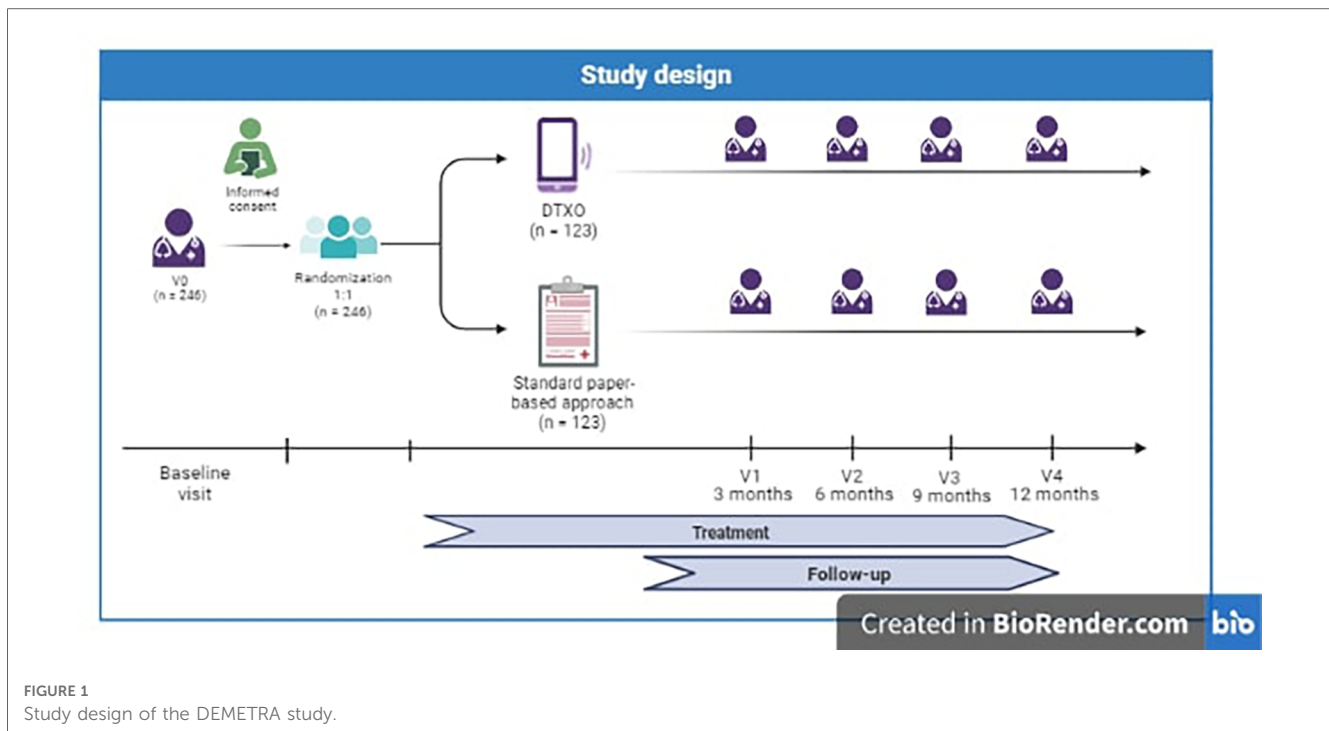 Study design
Informed
consent
V0
(n = 246)
Randomization
1:1
(n = 246)
DTXO
(n = 123)
Standard paper-
based approach
(n = 123)
Baseline
visit
V1
3 months
V2
6 months
V3
9 months
V4
12 months
Treatment
Follow-up
Created in BioRender.com bio
FIGURE 1
Study design of the DEMETRA study.